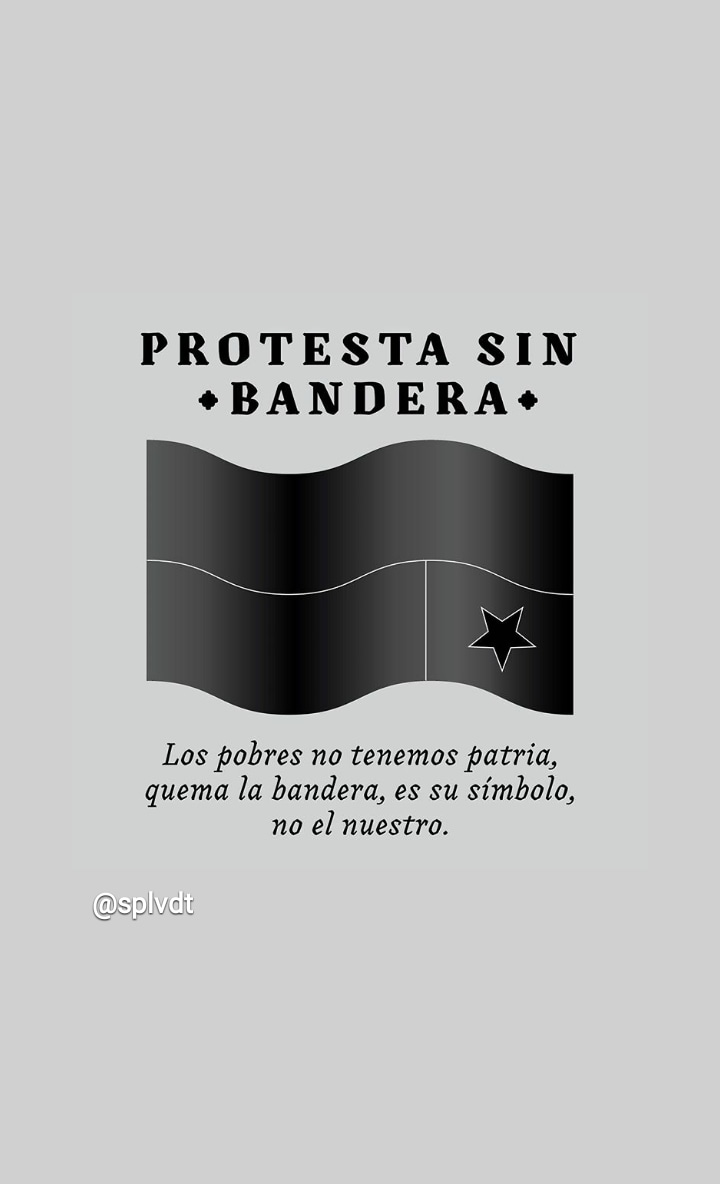 PROTESTA SIN
BANDERA
Los pobres no tenemos patria,
quema la bandera, es su símbolo,
no el nuestro.
@splvdt